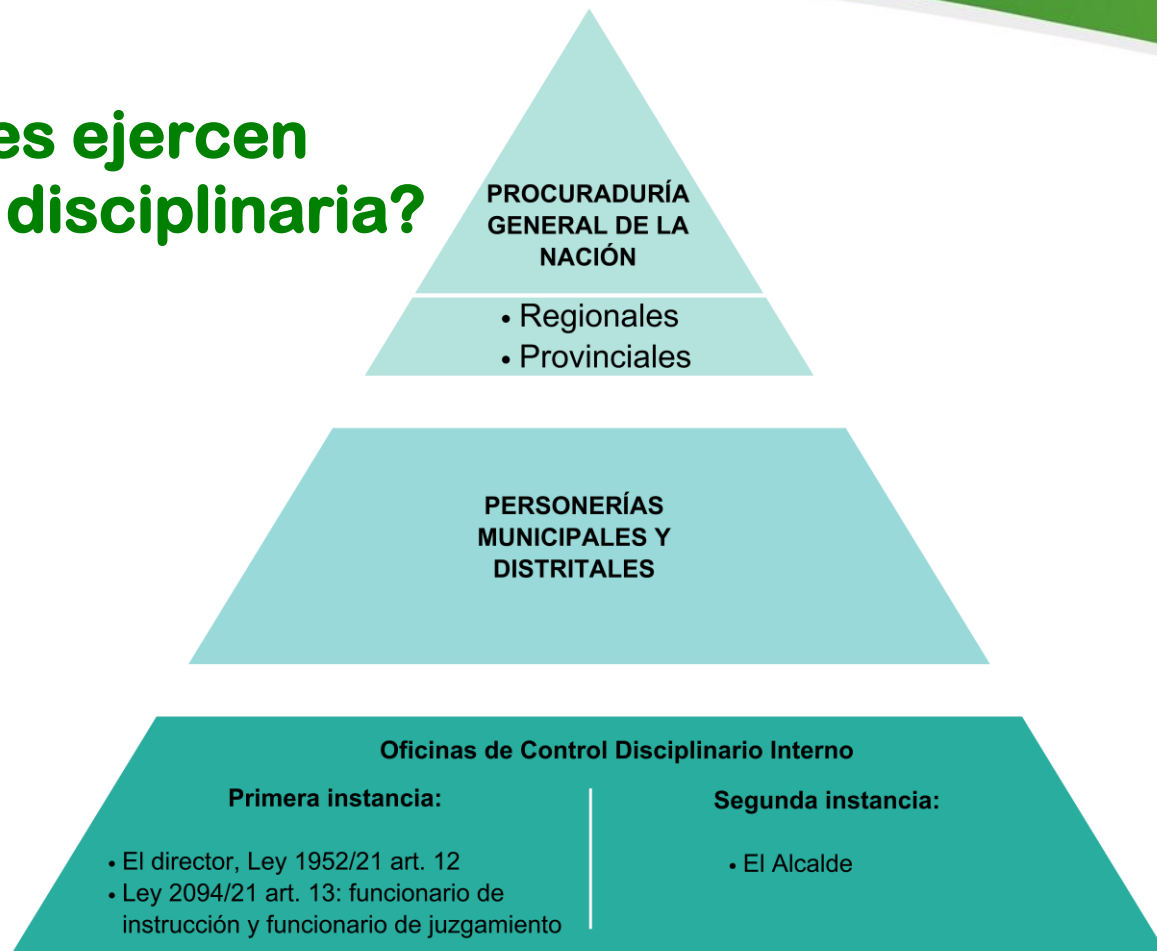 es ejercen
disciplinaria?
PROCURADURÍA
GENERAL DE LA
NACIÓN
• Regionales
• Provinciales
PERSONERÍAS
MUNICIPALES Y
DISTRITALES
Oficinas de Control Disciplinario Interno
Primera instancia:
• El director, Ley 1952/21 art. 12
• Ley 2094/21 art. 13: funcionario de
instrucción y funcionario de juzgamiento
Segunda instancia:
• El Alcalde